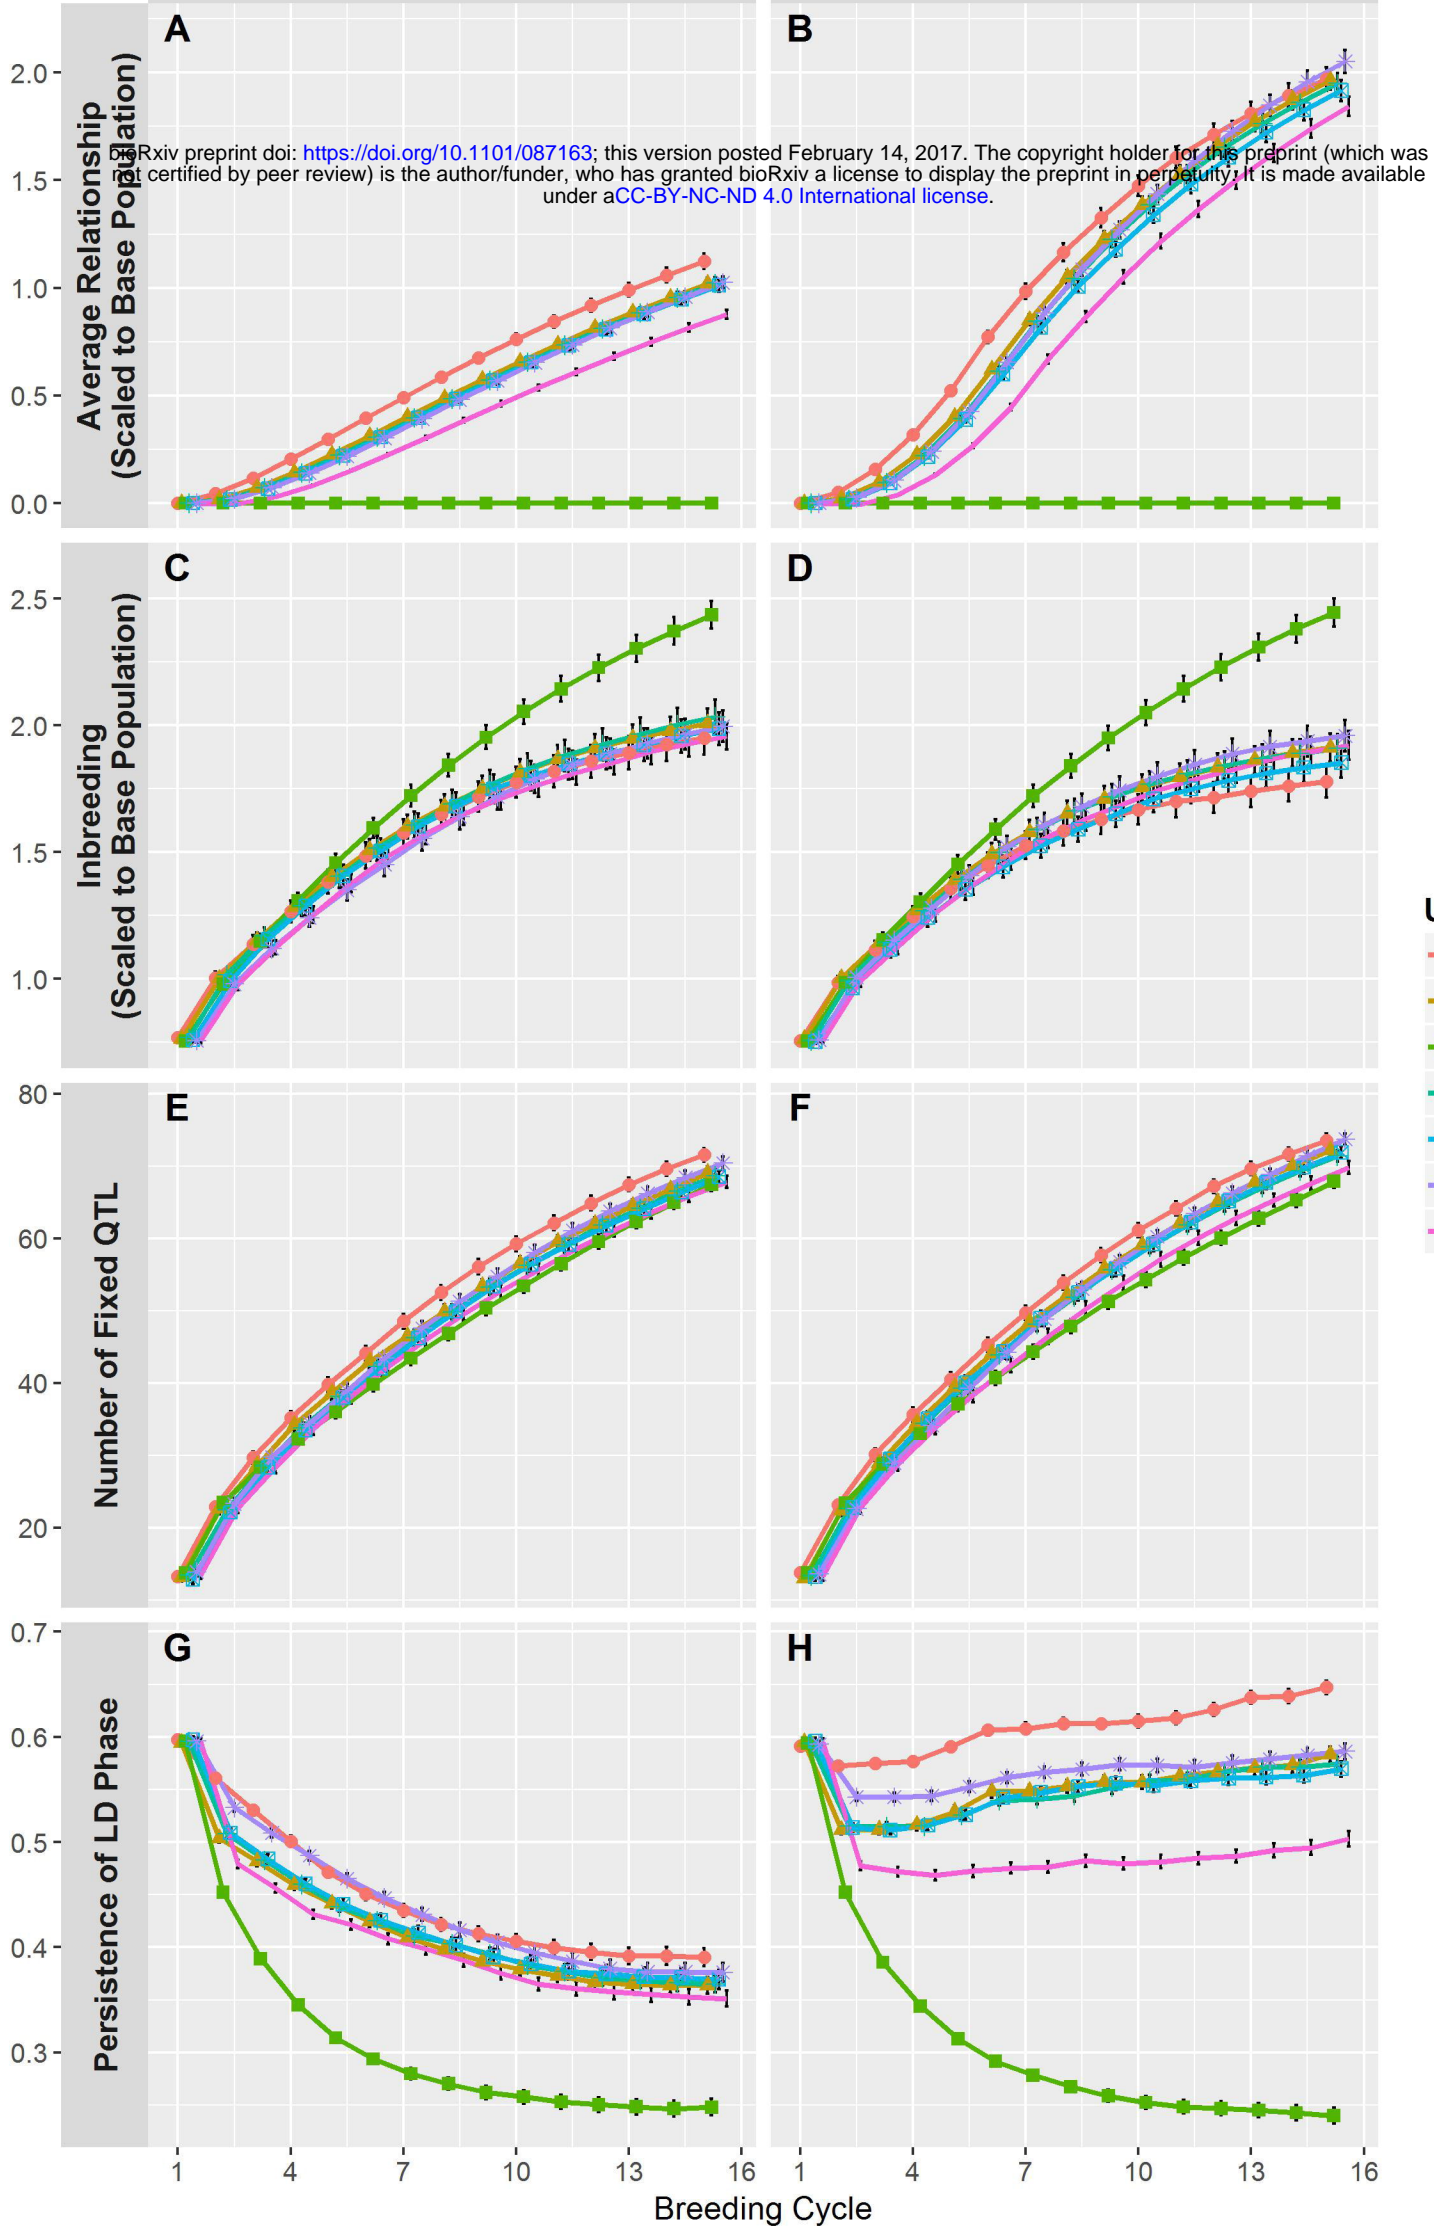 A
B
2.0
1.5
1.0
0.5
0.0
Average Relationship
(Scaled to Base Population)
bioRxiv preprint doi: https://doi.org/10.1101/087163; this version posted February 14, 2017. The copyright holder for this preprint (which was
not certified by peer review) is the author/funder, who has granted bioRxiv a license to display the preprint in perpetuity. It is made available
under aCC-BY-NC-ND 4.0 International license.
C
D
2.5
2.0
1.5
1.0
Inbreeding
(Scaled to Base Population)
U
E
F
80
60
40
20
Number of Fixed QTL
G
H
0.7
0.6
0.5
0.4
0.3
Persistence of LD Phase
1 4 7 10 13 16
1 4 7 10 13 16
Breeding Cycle